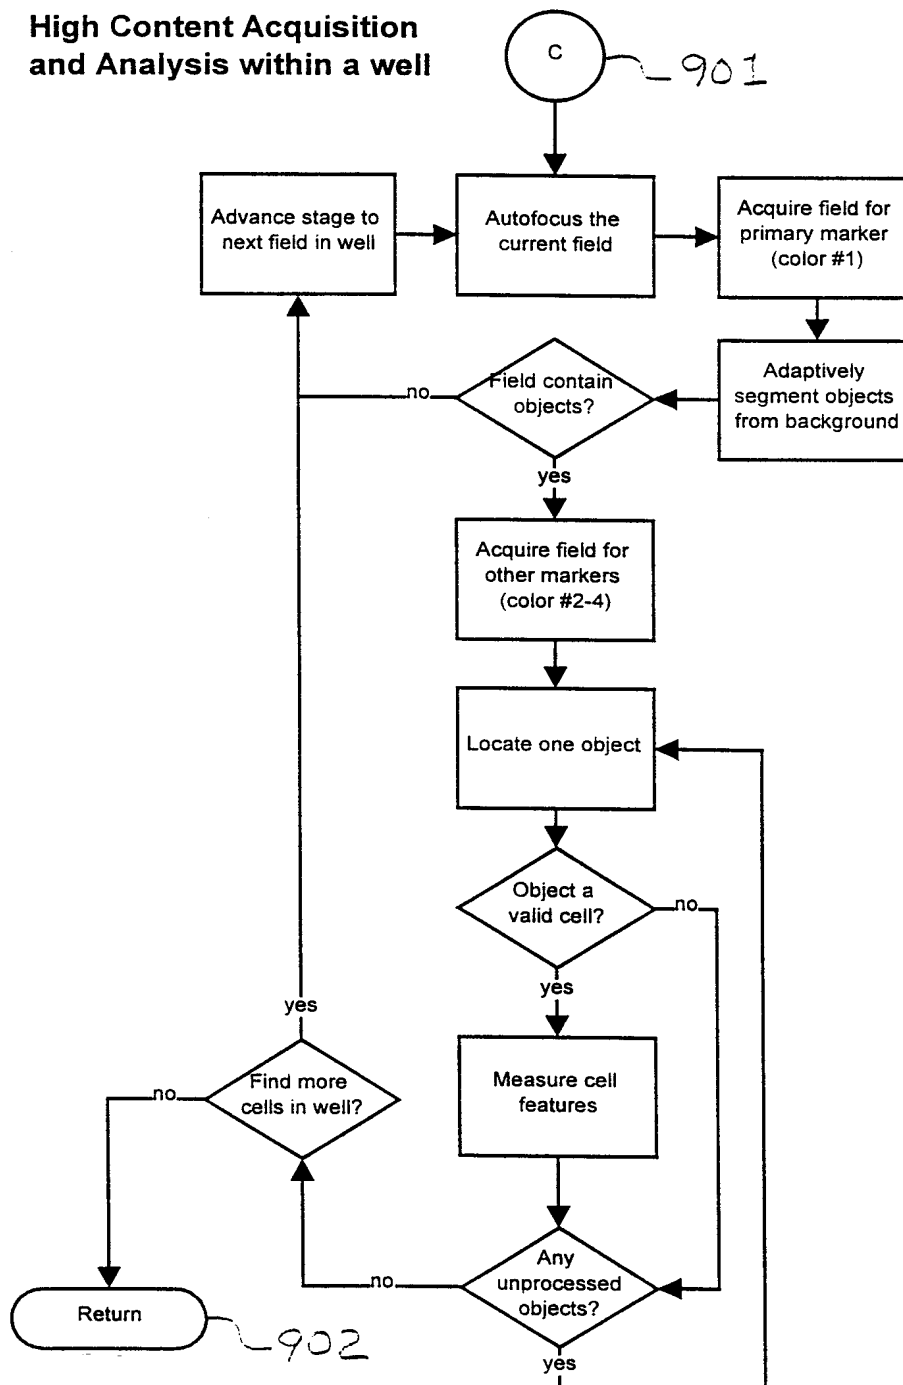 High Content Acquisition
and Analysis within a well
C
901
Advance stage to
next field in well
Autofocus the
current field
Acquire field for
primary marker
(color #1)
Field contain
objects?
no
Adaptively
segment objects
from background
yes
Acquire field for
other markers
(color #2-4)
Locate one object
Object a
valid cell?
no
yes
Measure cell
features
yes
Find more
cells in well?
no
Any
unprocessed
objects?
no
yes
Return
902